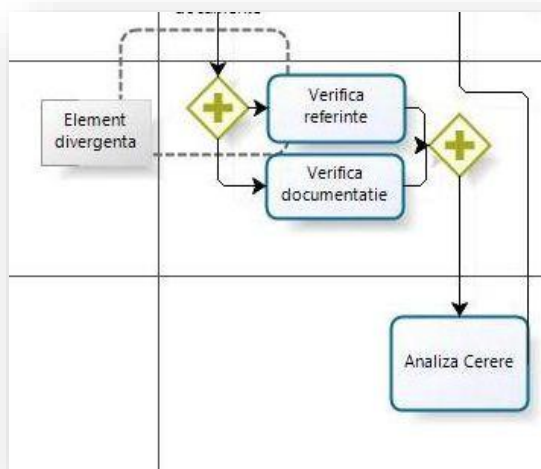 Element
divergenta
Verifica
referinte
Verifica
documentatie
Analiza Cerere